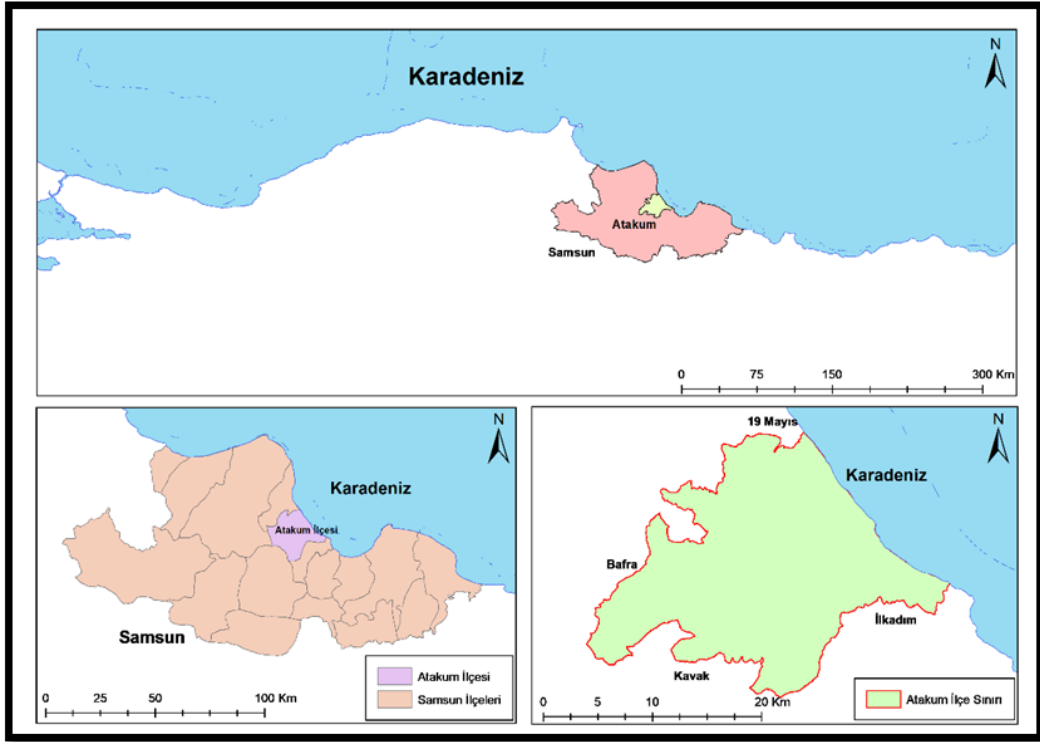 Karadeniz
N
Atakum
Samsun
0 75 150 300 Km
N
Karadeniz
Atakum İlçesi
Samsun
Atakum İlçesi
Samsun İlçeleri
0 25 50 100 Km
19 Mayıs
N
Karadeniz
Bafra
İlkadım
Kavak
0 5 10 20 Km
Atakum İlçe Sınırı